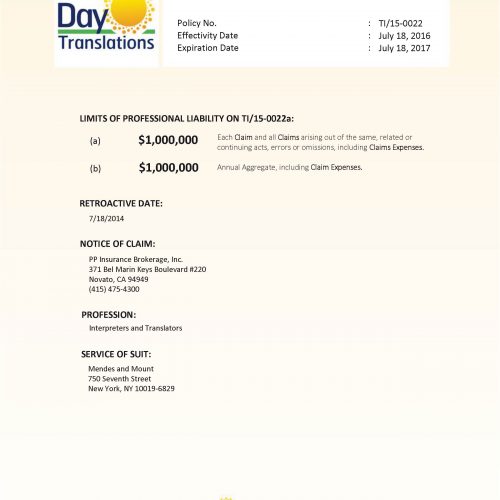 Day
Translations
Policy No. : TI/15-0022
Effectivity Date : July 18, 2016
Expiration Date : July 18, 2017
LIMITS OF PROFESSIONAL LIABILITY ON TI/15-0022a:
(a) $1,000,000 Each Claim and all Claims arising out of the same, related or
continuing acts, errors or omissions, including Claims Expenses.
(b) $1,000,000 Annual Aggregate, including Claim Expenses.
RETROACTIVE DATE:
7/18/2014
NOTICE OF CLAIM:
PP Insurance Brokerage, Inc.
371 Bel Marin Keys Boulevard #220
Novato, CA 94949
(415) 475-4300
PROFESSION:
Interpreters and Translators
SERVICE OF SUIT:
Mendes and Mount
750 Seventh Street
New York, NY 10019-6829